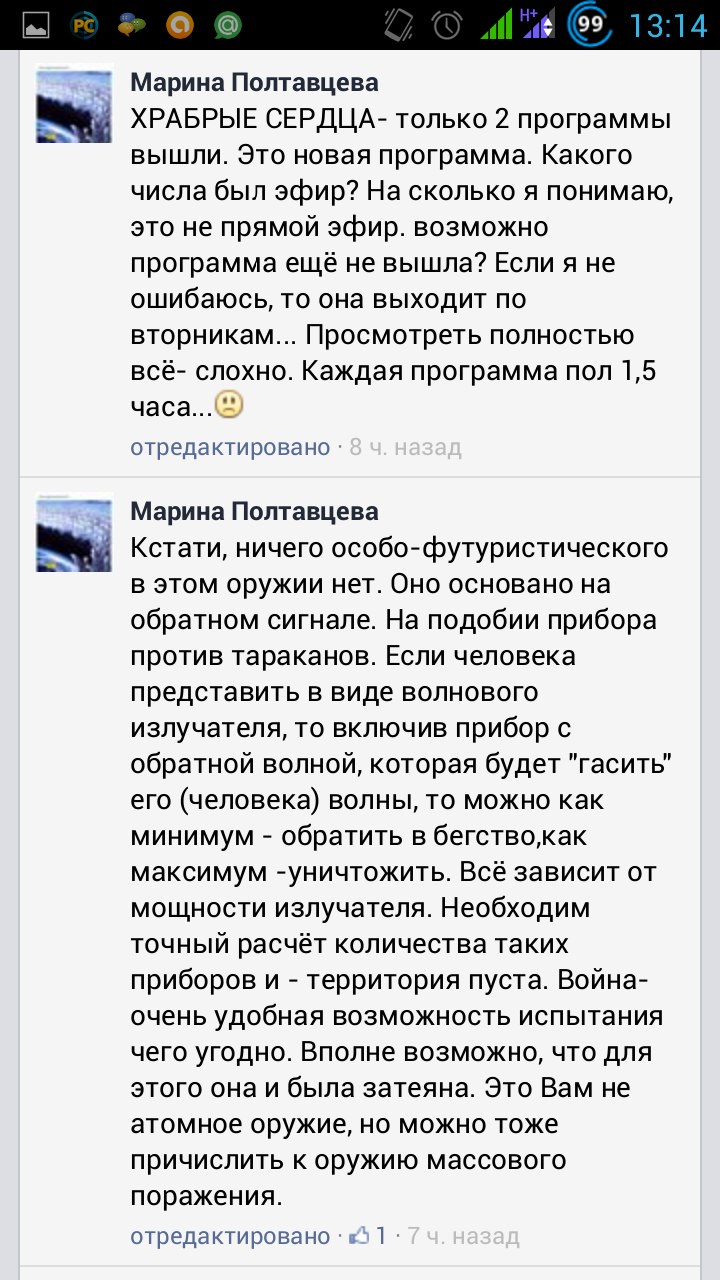 PC
H+
99
13:14
Марина Полтавцева
ХРАБРЫЕ СЕРДЦА- только 2 программы
вышли. Это новая программа. Какого
числа был эфир? На сколько я понимаю,
это не прямой эфир. возможно
программа ещё не вышла? Если я не
ошибаюсь, то она выходит по
вторникам... Просмотреть полностью
всё- слохно. Каждая программа пол 1,5
часа...
отредактировано · 8 ч. назад
Марина Полтавцева
Кстати, ничего особо-футуристического
в этом оружии нет. Оно основано на
обратном сигнале. На подобии прибора
против тараканов. Если человека
представить в виде волнового
излучателя, то включив прибор с
обратной волной, которая будет "гасить"
его (человека) волны, то можно как
минимум - обратить в бегство,как
максимум -уничтожить. Всё зависит от
мощности излучателя. Необходим
точный расчёт количества таких
приборов и - территория пуста. Война-
очень удобная возможность испытания
чего угодно. Вполне возможно, что для
этого она и была затеяна. Это Вам не
атомное оружие, но можно тоже
причислить к оружию массового
поражения.
отредактировано · 1 · 7 ч. назад